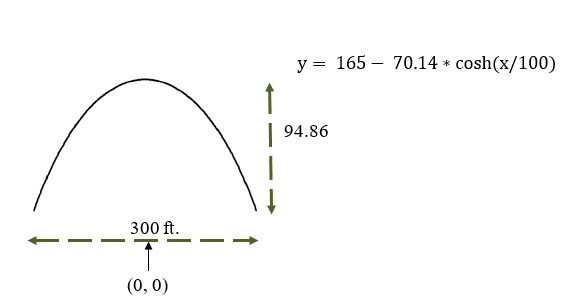 y = 165 − 70.14 * cosh(x/100)
94.86
300 ft.
(0, 0)